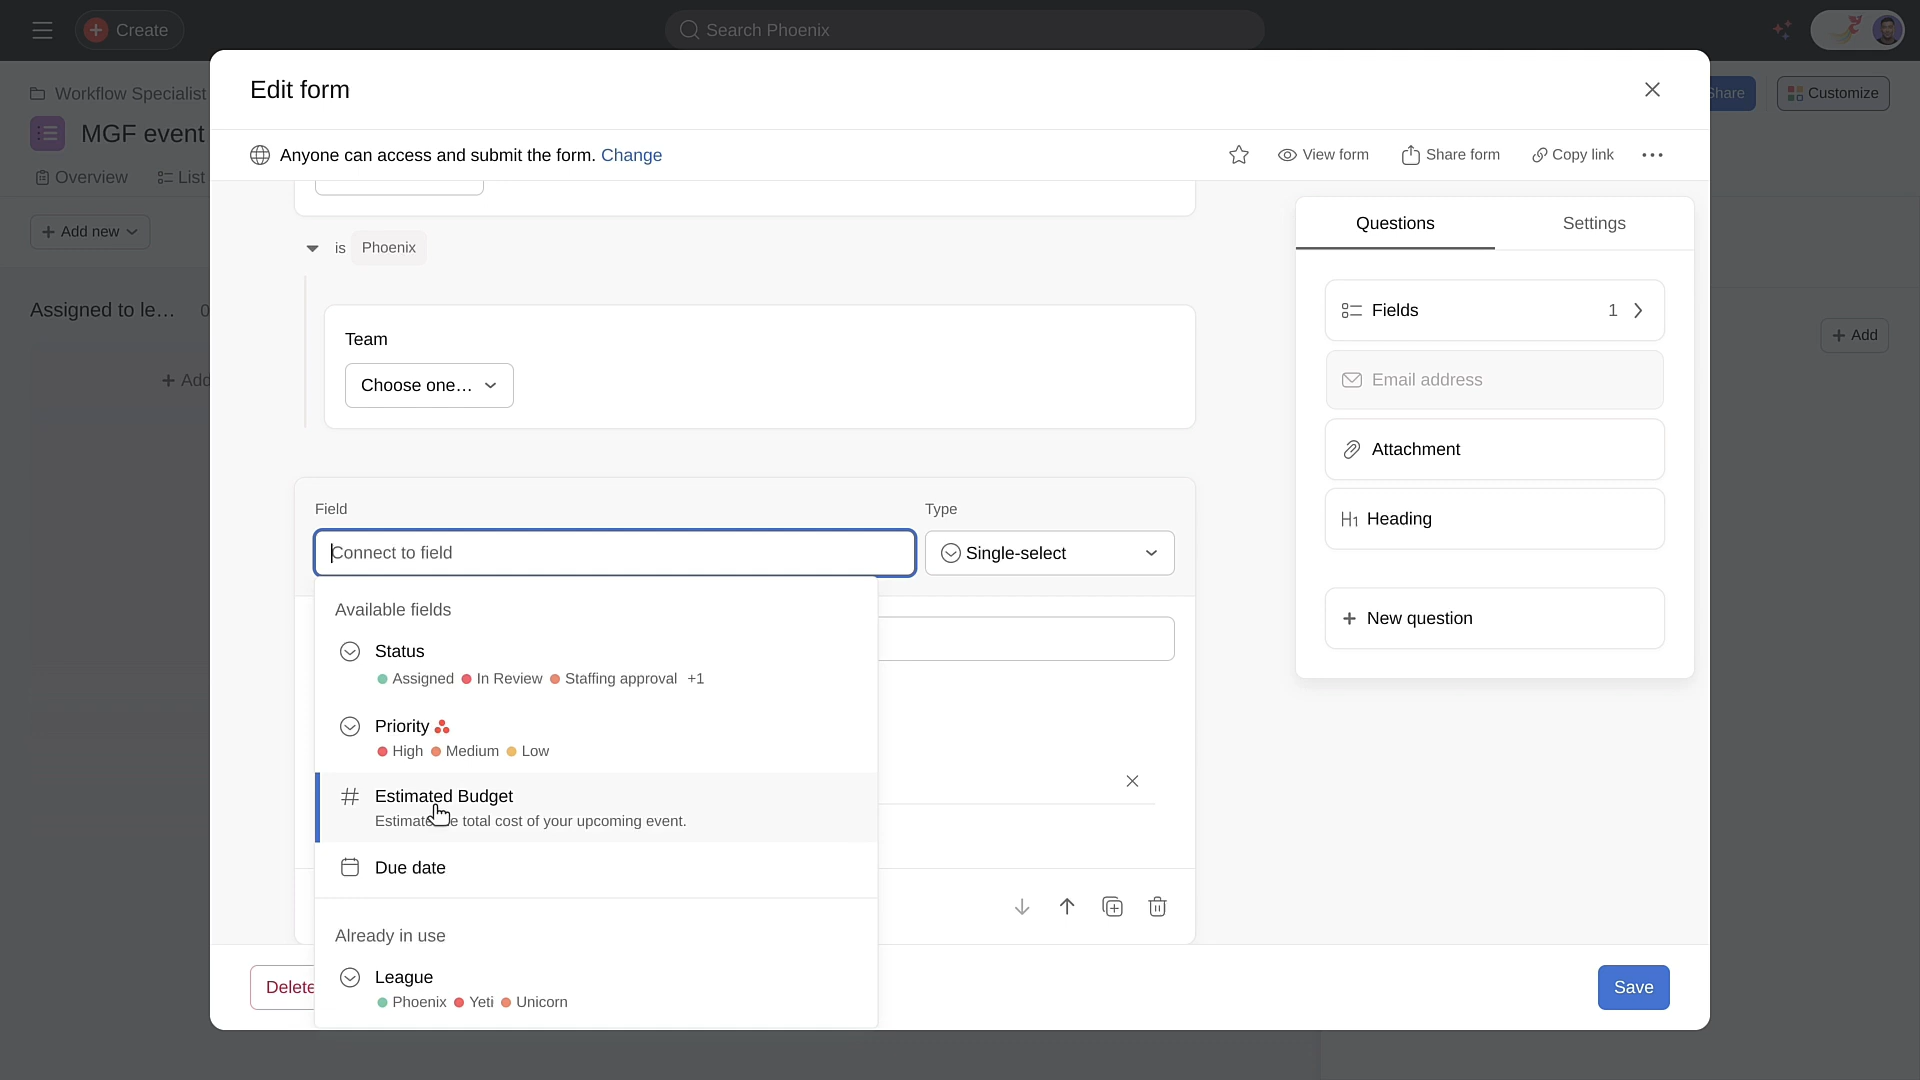 Create
Search Phoenix
Workflow Specialist
MGF event
Overview
List
Share
Customize
Add new
Assigned to le... 0
Add
Add
Edit form
Anyone can access and submit the form. Change
View form
Share form
Copy link
is Phoenix
Team
Choose one...
Field
Type
Connect to field
Single-select
Available fields
Status
Assigned In Review Staffing approval +1
Priority
High Medium Low
Estimated Budget
total cost of your upcoming event.
Due date
Already in use
League
Phoenix Yeti Unicorn
Delete
Save
Questions
Settings
Fields 1
Email address
Attachment
H1 Heading
+ New question